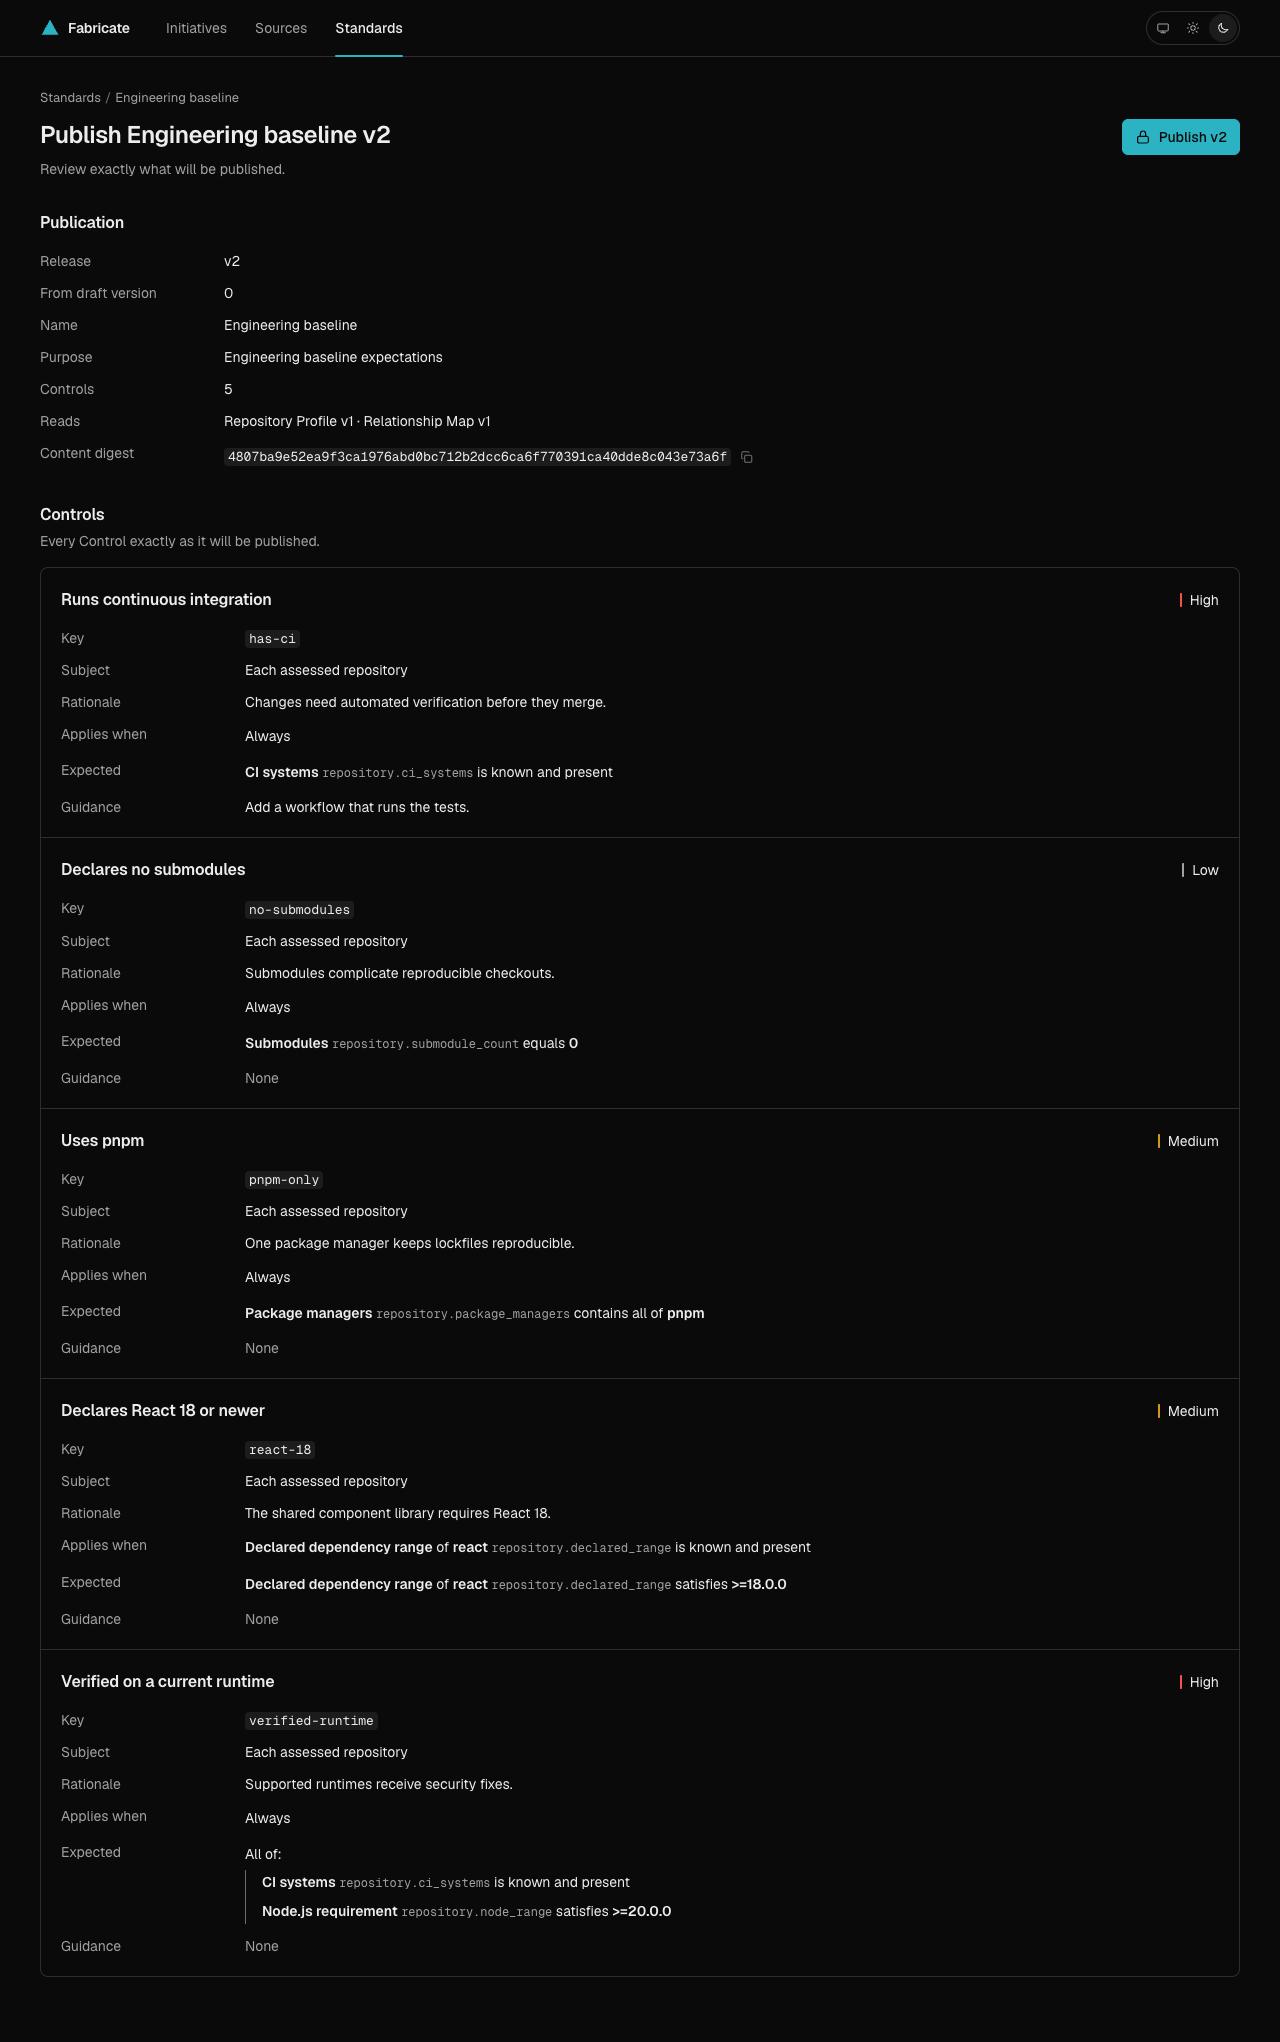 Fabricate
Initiatives
Sources
Standards
Standards / Engineering baseline
Publish Engineering baseline v2
Publish v2
Review exactly what will be published.
Publication
Release v2
From draft version 0
Name Engineering baseline
Purpose Engineering baseline expectations
Controls 5
Reads Repository Profile v1 · Relationship Map v1
Content digest 4807ba9e52ea9f3ca1976abd0bc712b2dcc6ca6f770391ca40dde8c043e73a6f
Controls
Every Control exactly as it will be published.
Runs continuous integration High
Key has-ci
Subject Each assessed repository
Rationale Changes need automated verification before they merge.
Applies when Always
Expected CI systems repository.ci_systems is known and present
Guidance Add a workflow that runs the tests.
Declares no submodules Low
Key no-submodules
Subject Each assessed repository
Rationale Submodules complicate reproducible checkouts.
Applies when Always
Expected Submodules repository.submodule_count equals 0
Guidance None
Uses pnpm Medium
Key pnpm-only
Subject Each assessed repository
Rationale One package manager keeps lockfiles reproducible.
Applies when Always
Expected Package managers repository.package_managers contains all of pnpm
Guidance None
Declares React 18 or newer Medium
Key react-18
Subject Each assessed repository
Rationale The shared component library requires React 18.
Applies when Declared dependency range of react repository.declared_range is known and present
Expected Declared dependency range of react repository.declared_range satisfies >=18.0.0
Guidance None
Verified on a current runtime High
Key verified-runtime
Subject Each assessed repository
Rationale Supported runtimes receive security fixes.
Applies when Always
Expected All of:
CI systems repository.ci_systems is known and present
Node.js requirement repository.node_range satisfies >=20.0.0
Guidance None